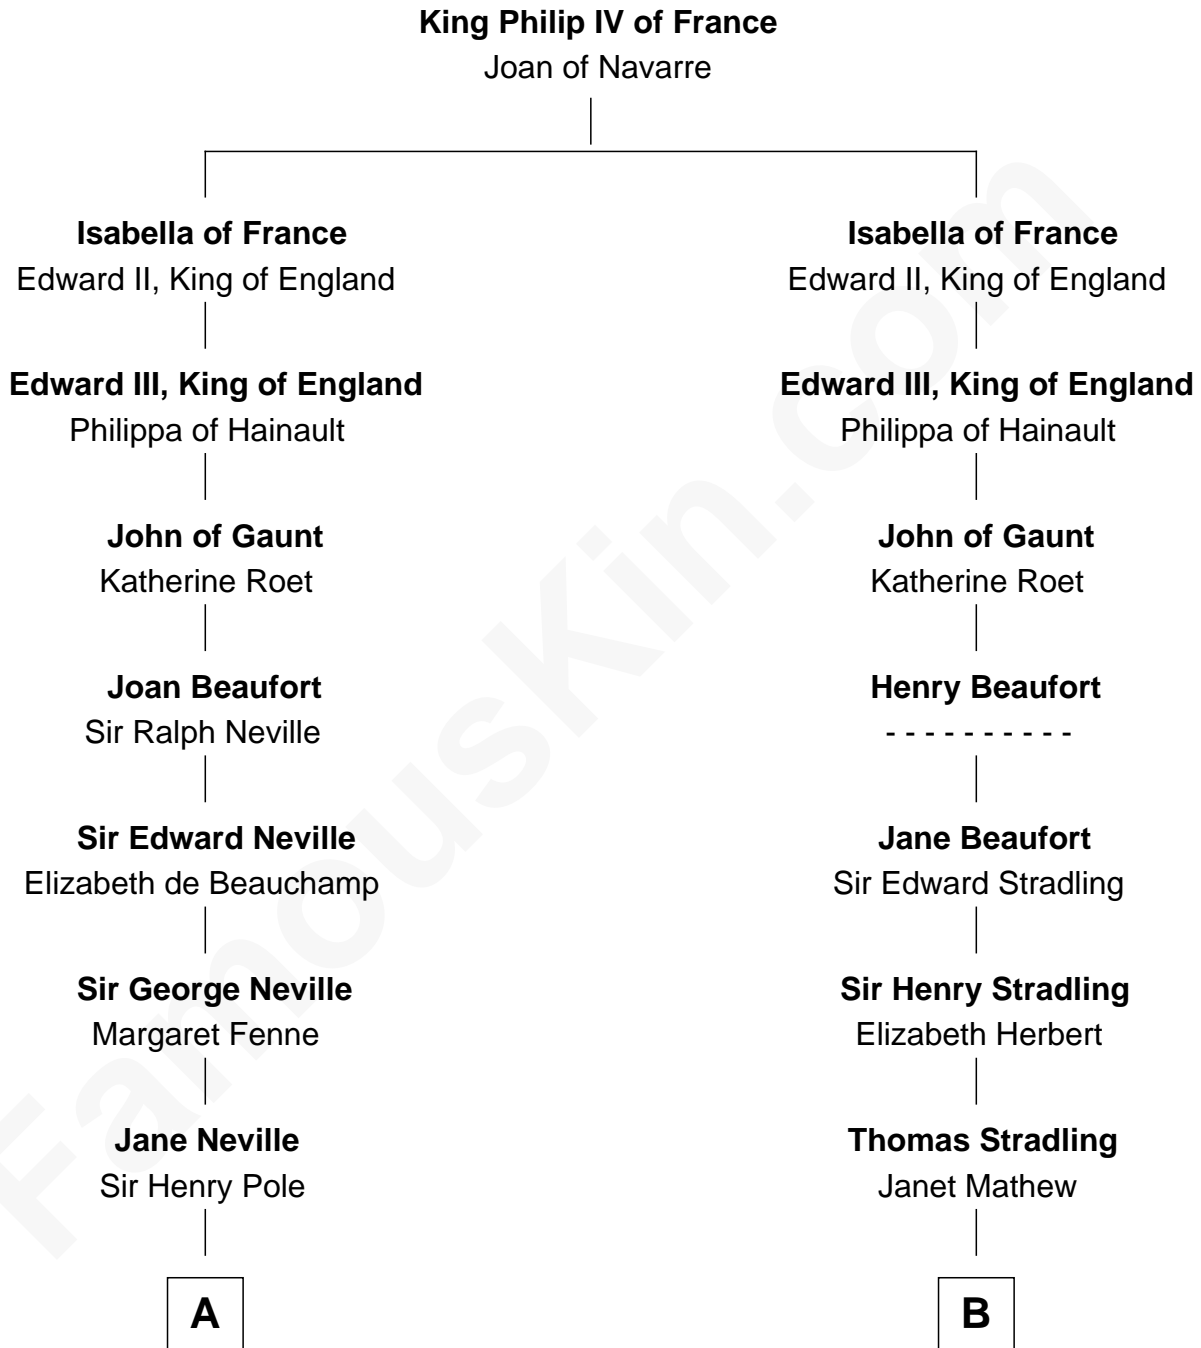 King Philip IV of France
Joan of Navarre
Isabella of France
Edward II, King of England
Edward III, King of England
Philippa of Hainault
John of Gaunt
Katherine Roet
Joan Beaufort
Sir Ralph Neville
Sir Edward Neville
Elizabeth de Beauchamp
Sir George Neville
Margaret Fenne
Jane Neville
Sir Henry Pole
A
Isabella of France
Edward II, King of England
Edward III, King of England
Philippa of Hainault
John of Gaunt
Katherine Roet
Henry Beaufort
- - - - - - - - - -
Jane Beaufort
Sir Edward Stradling
Sir Henry Stradling
Elizabeth Herbert
Thomas Stradling
Janet Mathew
B
FamousKin.com